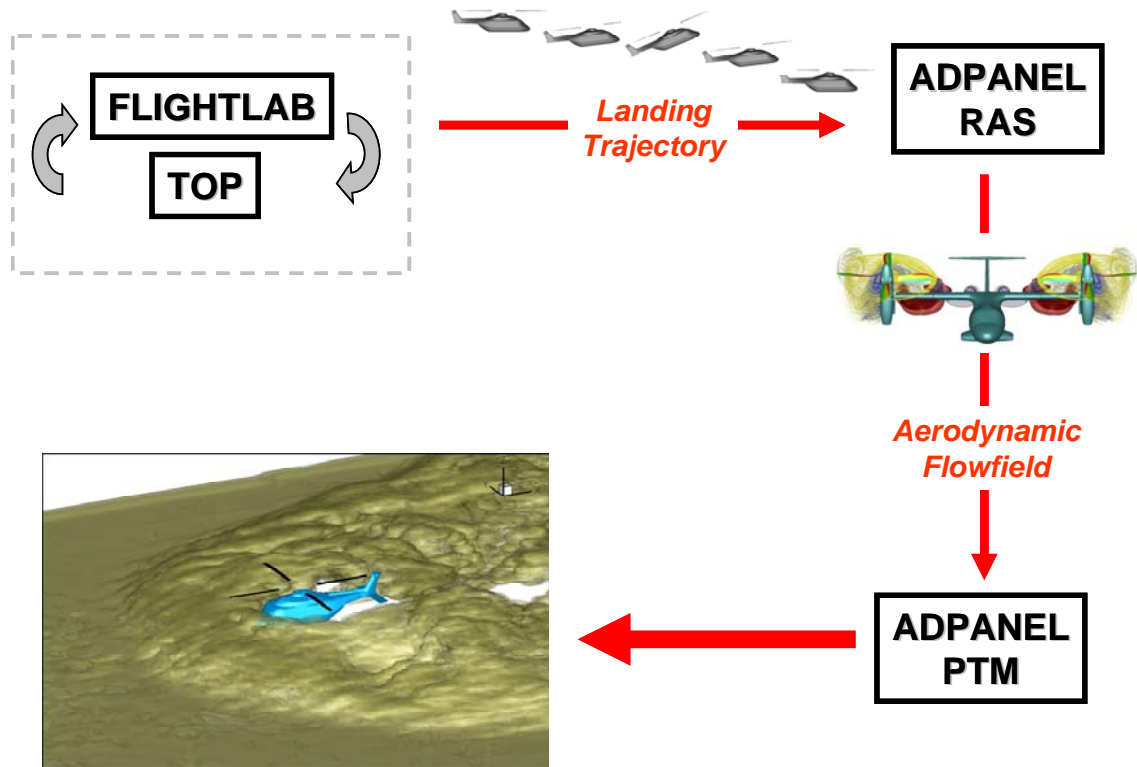 FLIGHTLAB
TOP
Landing
Trajectory
ADPANEL
RAS
Aerodynamic
Flowfield
ADPANEL
PTM